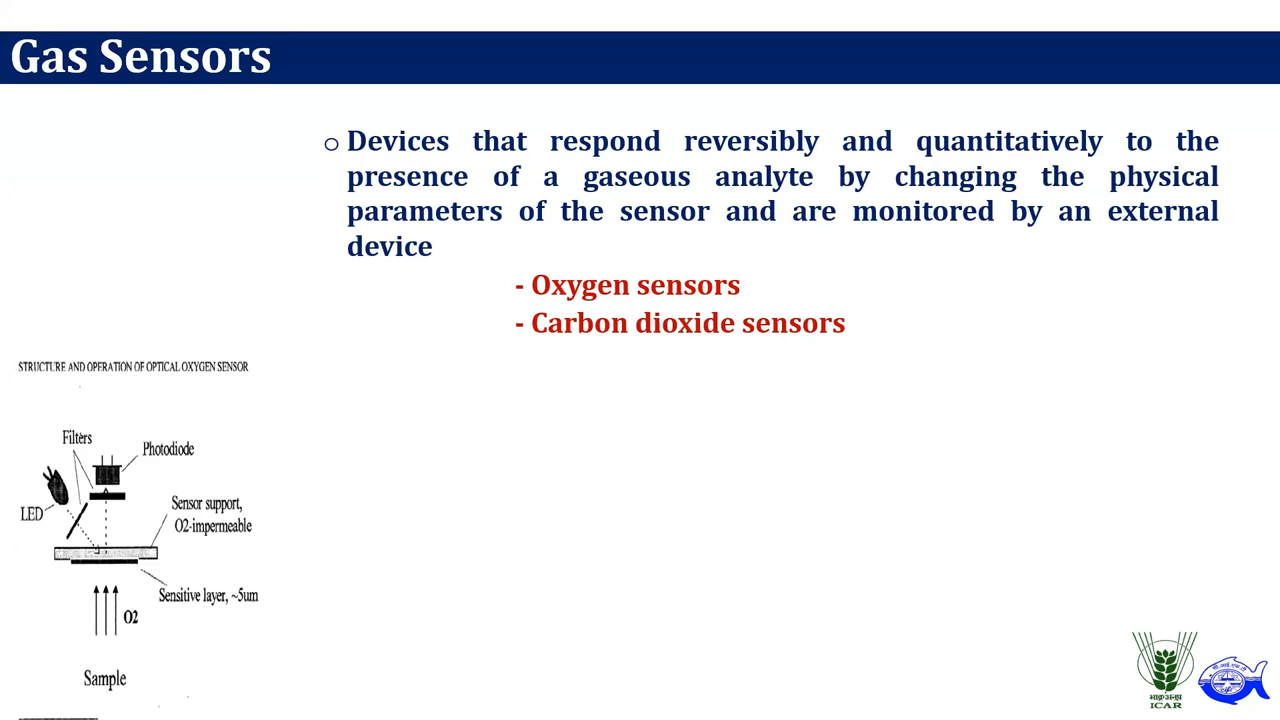 Gas Sensors
o Devices that respond reversibly and quantitatively to the
presence of a gaseous analyte by changing the physical
parameters of the sensor and are monitored by an external
device
- Oxygen sensors
- Carbon dioxide sensors
STRUCTURE AND OPERATION OF OPTICAL OXYGEN SENSOR
Filters
Photodiode
LED
Sensor support,
O2-impermeable
Sensitive layer, ~5um
O2
Sample
ICAR